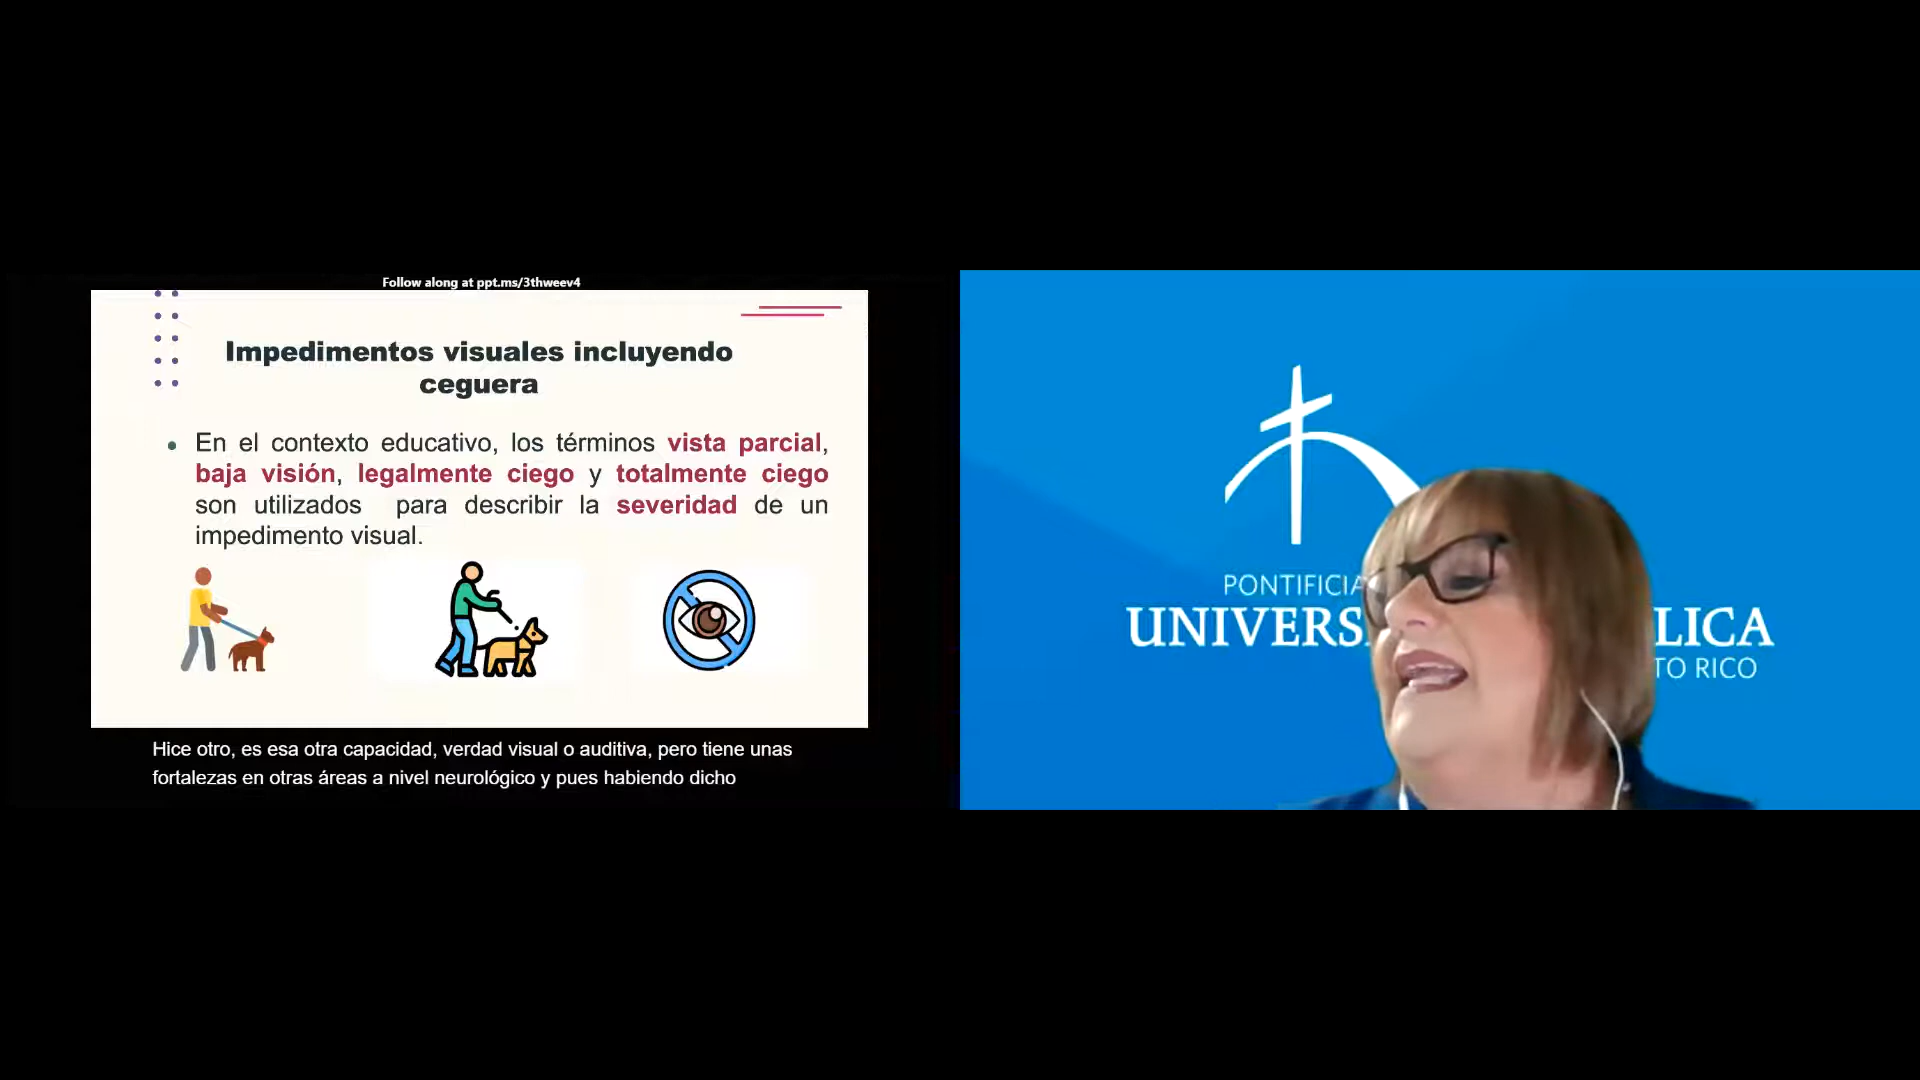 Follow along at ppt.ms/3thweev4
Impedimentos visuales incluyendo
ceguera
• En el contexto educativo, los términos vista parcial,
baja visión, legalmente ciego y totalmente ciego
son utilizados para describir la severidad de un
impedimento visual.
Hice otro, es esa otra capacidad, verdad visual o auditiva, pero tiene unas
fortalezas en otras áreas a nivel neurológico y pues habiendo dicho
PONTIFICIA
UNIVERS LICA
TO RICO